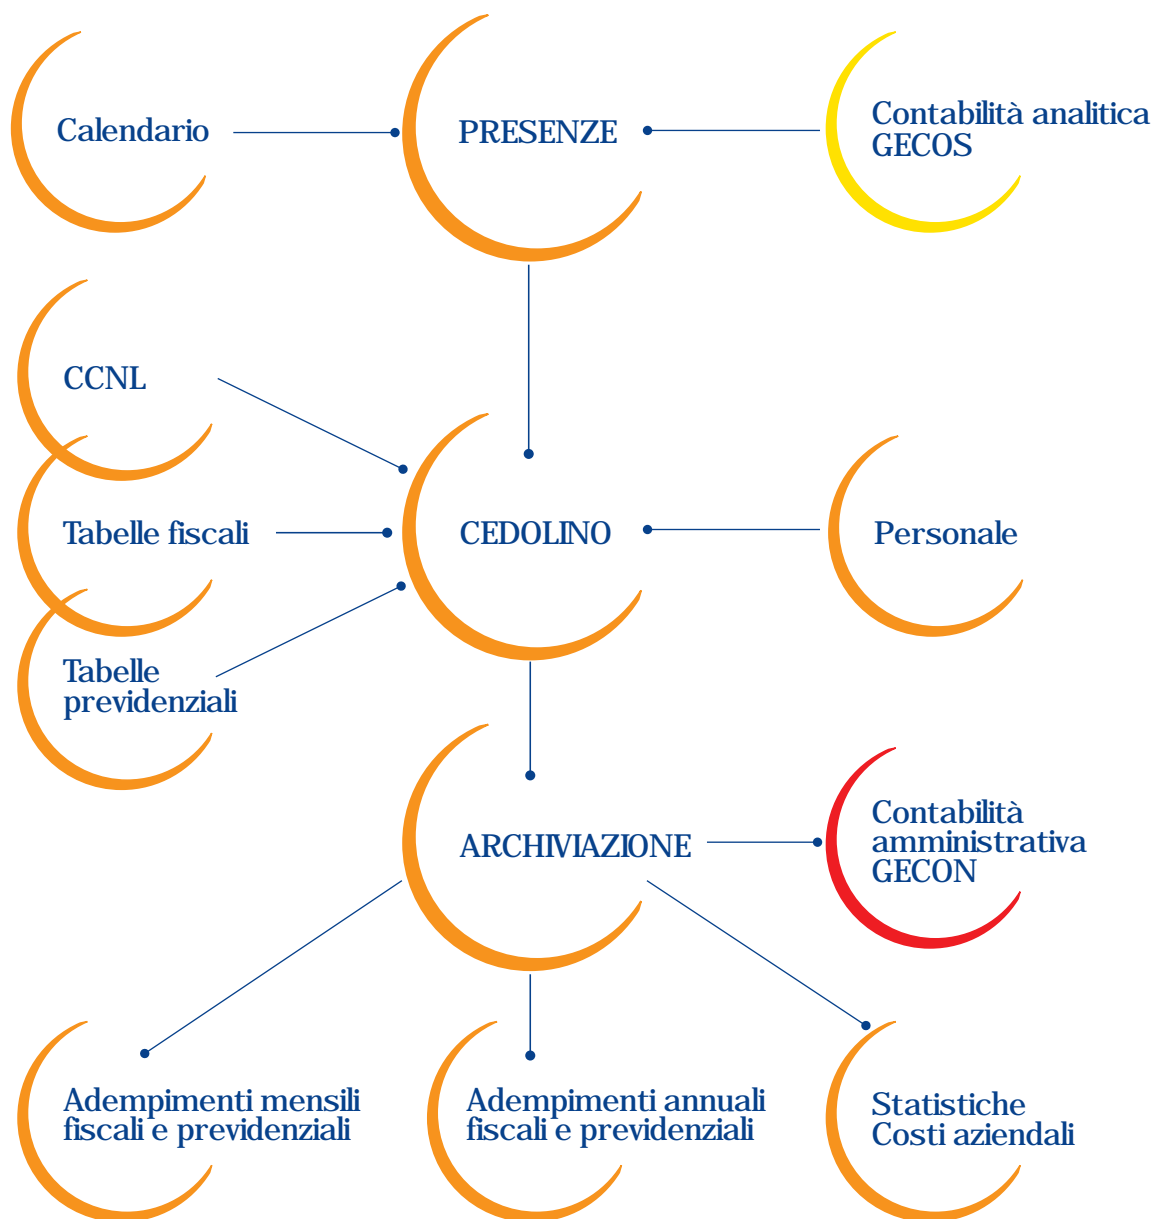 Calendario
PRESENZE
Contabilità analitica
GECOS
CCNL
Tabelle fiscali
CEDOLINO
Personale
Tabelle
previdenziali
ARCHIVIAZIONE
Contabilità
amministrativa
GECON
Adempimenti mensili
fiscali e previdenziali
Adempimenti annuali
fiscali e previdenziali
Statistiche
Costi aziendali